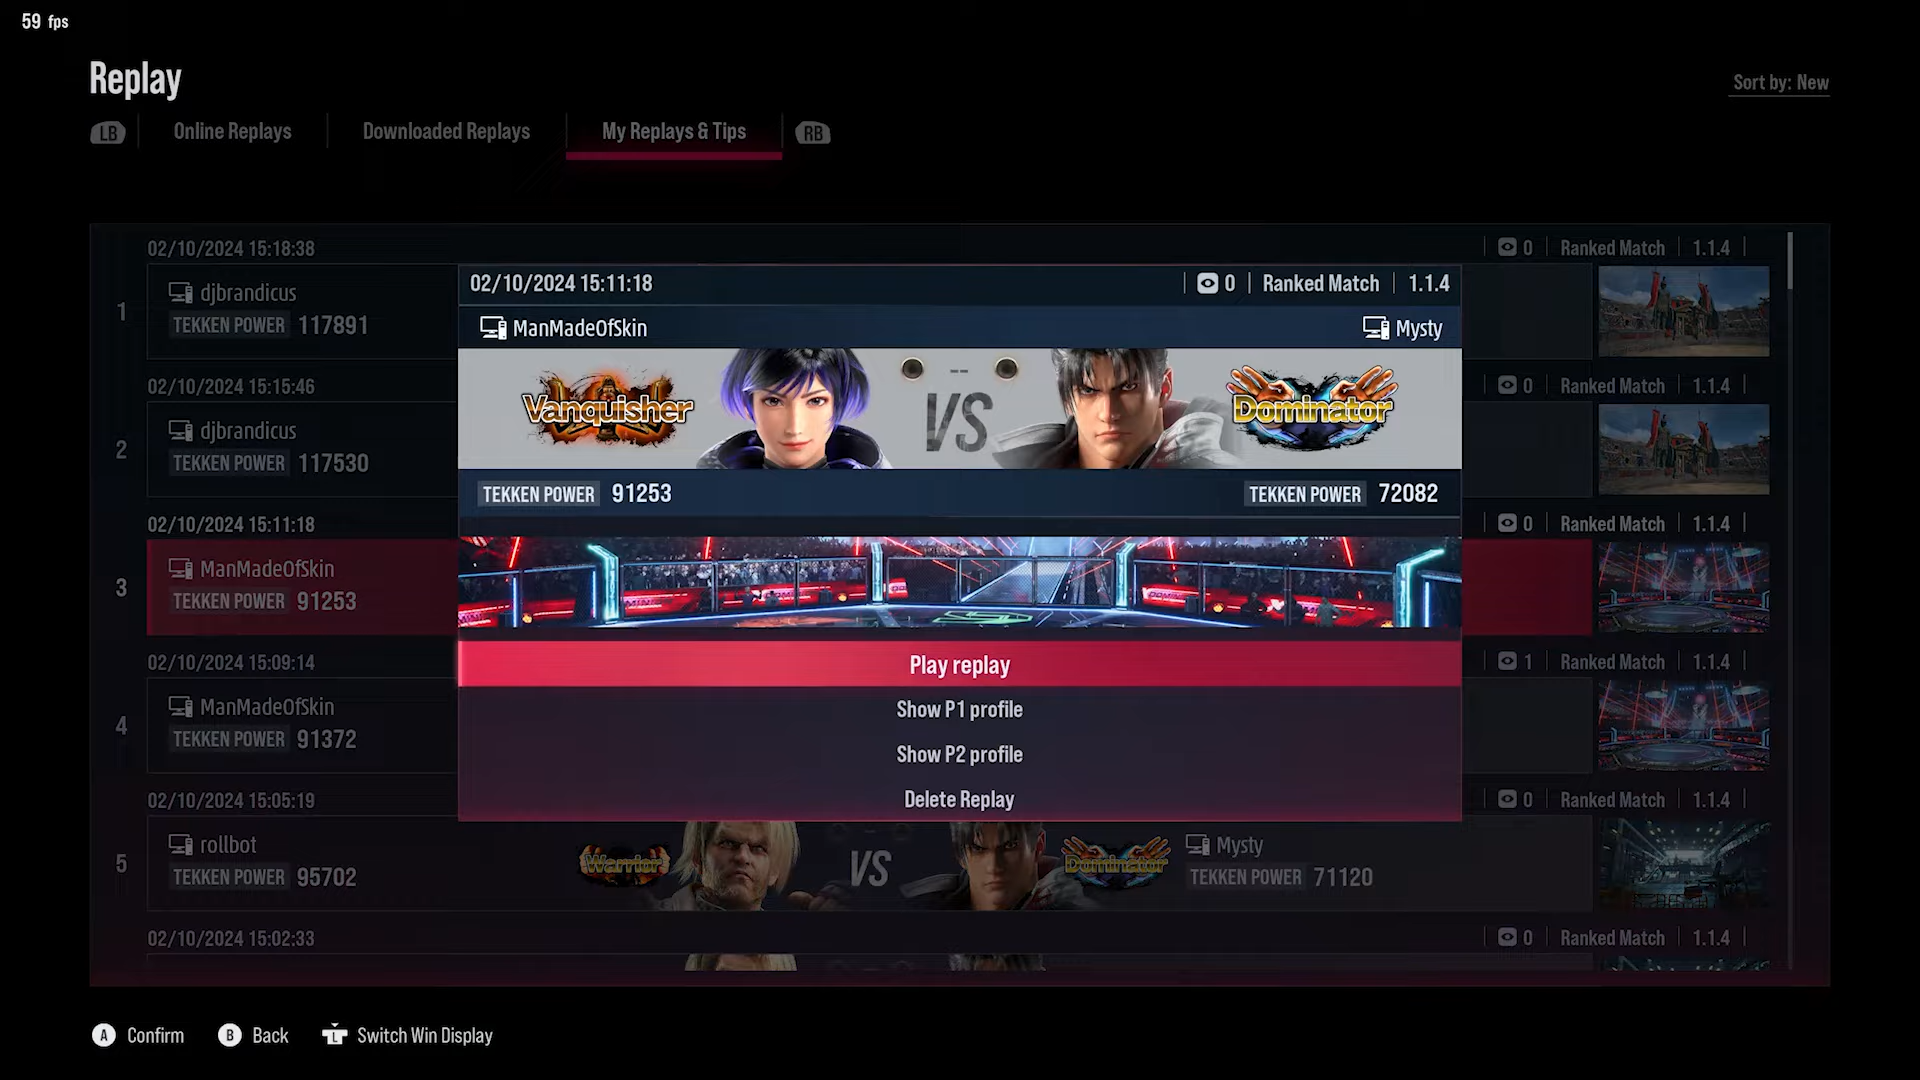 59 fps
Replay
Sort by: New
LB Online Replays Downloaded Replays My Replays & Tips RB
02/10/2024 15:18:38 0 Ranked Match 1.1.4
1 djbrandicus
TEKKEN POWER 117891
02/10/2024 15:15:46 0 Ranked Match 1.1.4
2 djbrandicus
TEKKEN POWER 117530
02/10/2024 15:11:18 0 Ranked Match 1.1.4
3 ManMadeOfSkin
TEKKEN POWER 91253
02/10/2024 15:09:14 1 Ranked Match 1.1.4
4 ManMadeOfSkin
TEKKEN POWER 91372
02/10/2024 15:05:19 0 Ranked Match 1.1.4
5 rollbot Warrior VS Dominator Mysty
TEKKEN POWER 95702 TEKKEN POWER 71120
02/10/2024 15:02:33 0 Ranked Match 1.1.4
02/10/2024 15:11:18 0 Ranked Match 1.1.4
ManMadeOfSkin Mysty
--
Vanquisher VS Dominator
TEKKEN POWER 91253 TEKKEN POWER 72082
Play replay
Show P1 profile
Show P2 profile
Delete Replay
A Confirm B Back L Switch Win Display